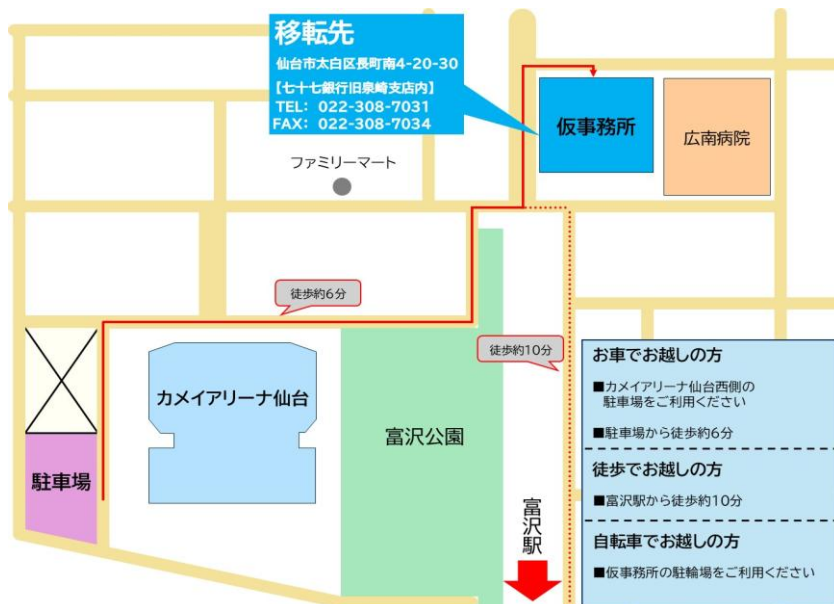 移転先
仙台市太白区長町南4-20-30
【七十七銀行旧泉崎支店内】
TEL: 022-308-7031
FAX: 022-308-7034
仮事務所
広南病院
ファミリーマート
徒歩約6分
徒歩約10分
カメイアリーナ仙台
富沢公園
駐車場
富沢駅
お車でお越しの方
■カメイアリーナ仙台西側の
駐車場をご利用ください
■駐車場から徒歩約6分
徒歩でお越しの方
■富沢駅から徒歩約10分
自転車でお越しの方
■仮事務所の駐輪場をご利用ください